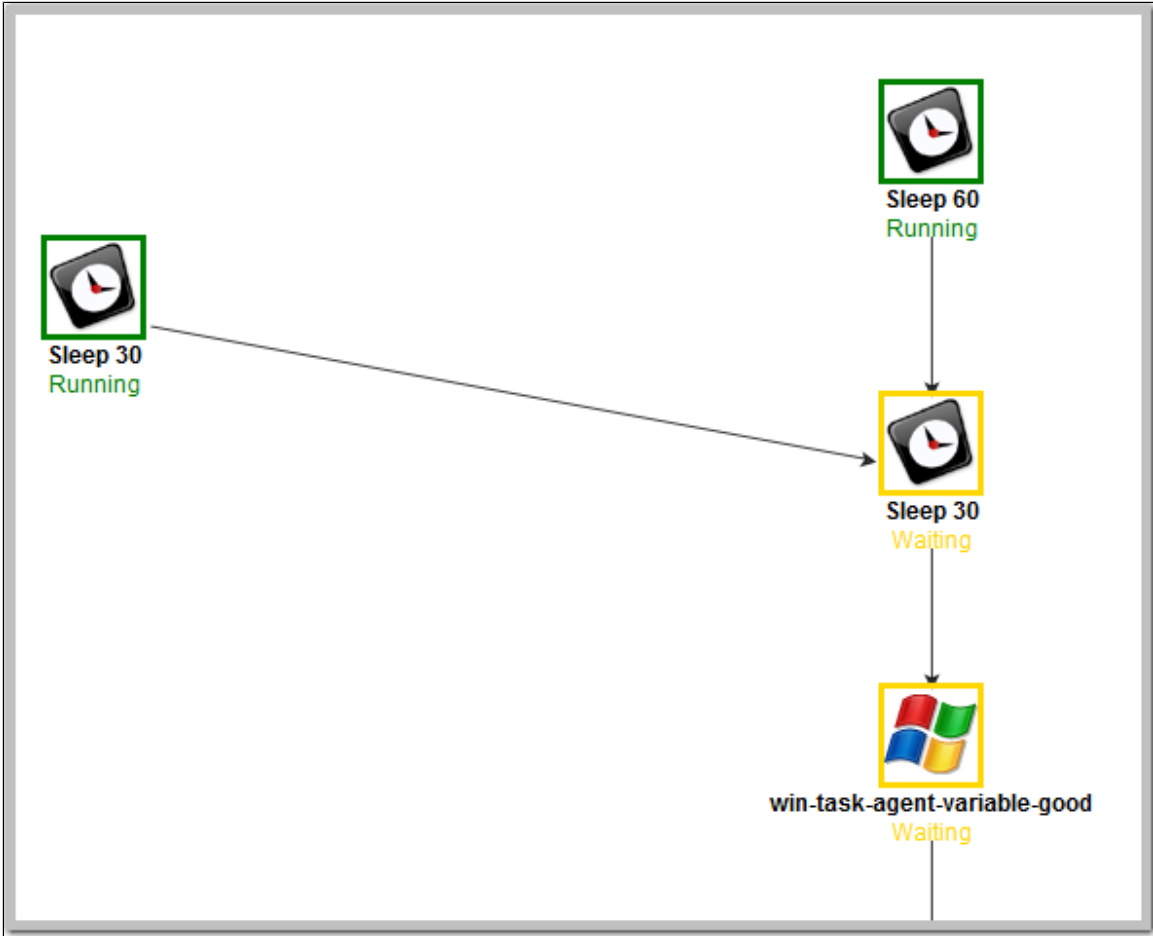 Sleep 60
Running
Sleep 30
Running
Sleep 30
Waiting
win-task-agent-variable-good
Waiting